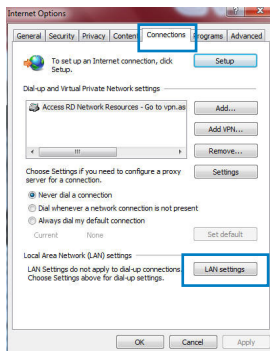 Internet Options
General Security Privacy Content Connections Programs Advanced
To set up an Internet connection, click
Setup.
Setup
Dial-up and Virtual Private Network settings
Access RD Network Resources - Go to vpn.as
Add...
Add VPN...
Remove...
Choose Settings if you need to configure a proxy
server for a connection.
Settings
Never dial a connection
Dial whenever a network connection is not present
Always dial my default connection
Current None
Set default
Local Area Network (LAN) settings
LAN Settings do not apply to dial-up connections.
Choose Settings above for dial-up settings.
LAN settings
OK Cancel Apply